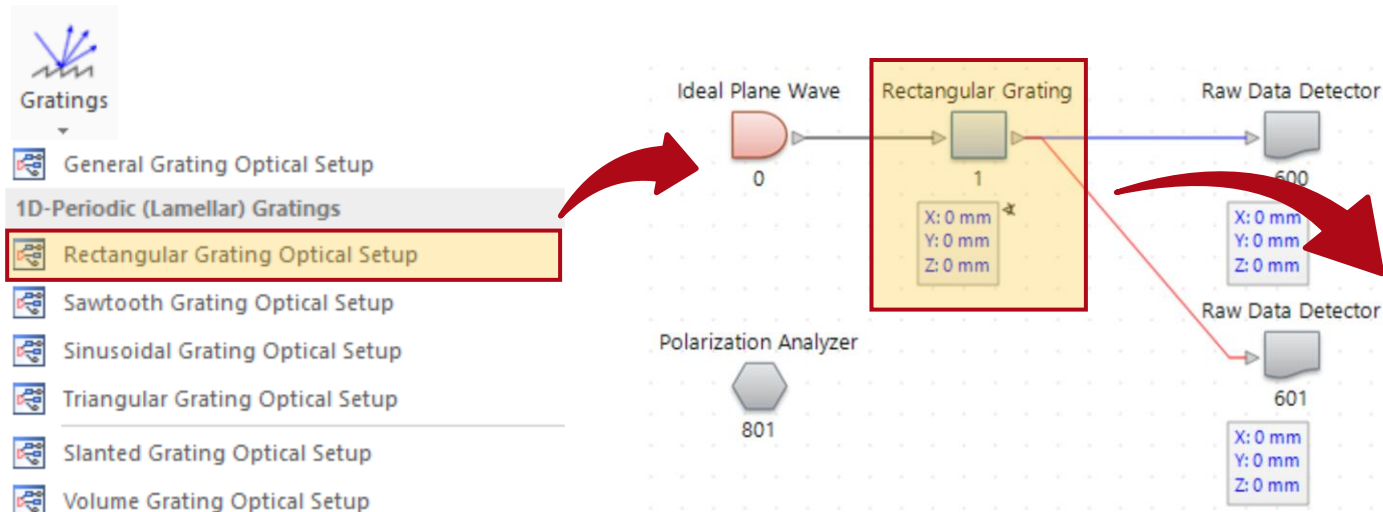 Gratings
General Grating Optical Setup
1D-Periodic (Lamellar) Gratings
Rectangular Grating Optical Setup
Sawtooth Grating Optical Setup
Sinusoidal Grating Optical Setup
Triangular Grating Optical Setup
Slanted Grating Optical Setup
Volume Grating Optical Setup
Ideal Plane Wave
0
Rectangular Grating
1
X: 0 mm
Y: 0 mm
Z: 0 mm
Raw Data Detector
600
X: 0 mm
Y: 0 mm
Z: 0 mm
Polarization Analyzer
801
Raw Data Detector
601
X: 0 mm
Y: 0 mm
Z: 0 mm